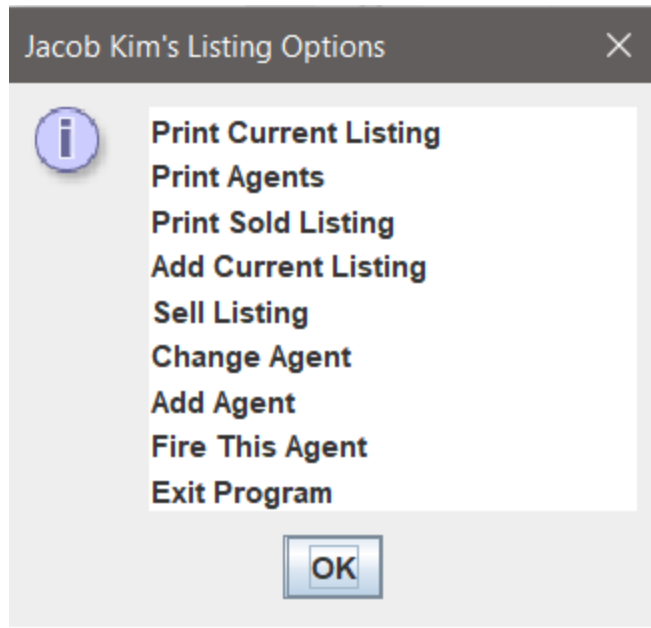 Jacob Kim's Listing Options
Print Current Listing
Print Agents
Print Sold Listing
Add Current Listing
Sell Listing
Change Agent
Add Agent
Fire This Agent
Exit Program
OK